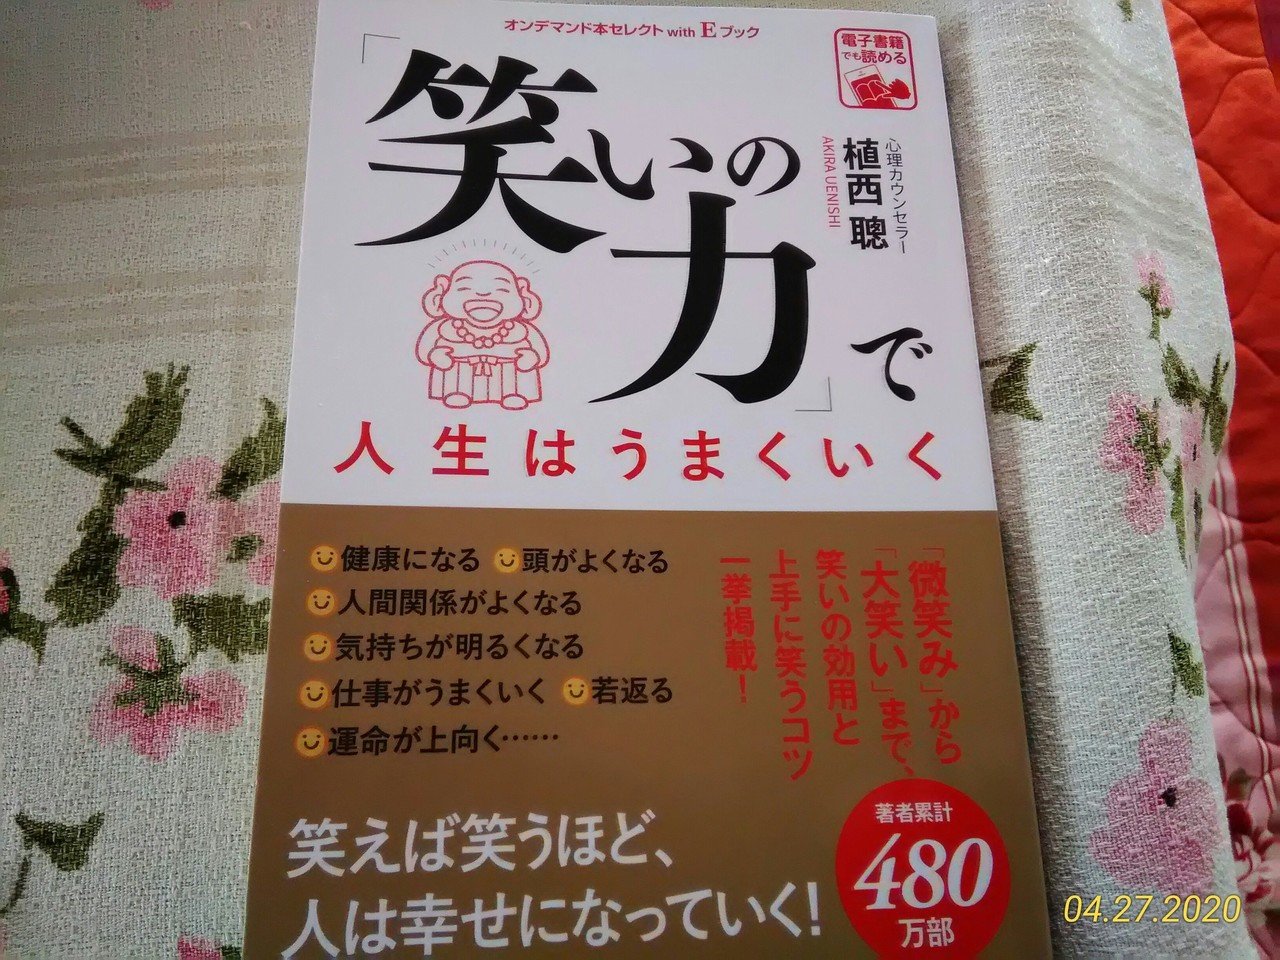 オンデマンド本セレクト with E ブック
電子書籍
でも読める
「笑いの
力」で
心理カウンセラー
植西 聰
AKIRA UENISHI
人生はうまくいく
健康になる 頭がよくなる
人間関係がよくなる
気持ちが明るくなる
仕事がうまくいく 若返る
運命が上向く……
「微笑み」から
「大笑い」まで、
笑いの効用と
上手に笑うコツ
一挙掲載！
笑えば笑うほど、
人は幸せになっていく！
著者累計
480
万部
04.27.2020